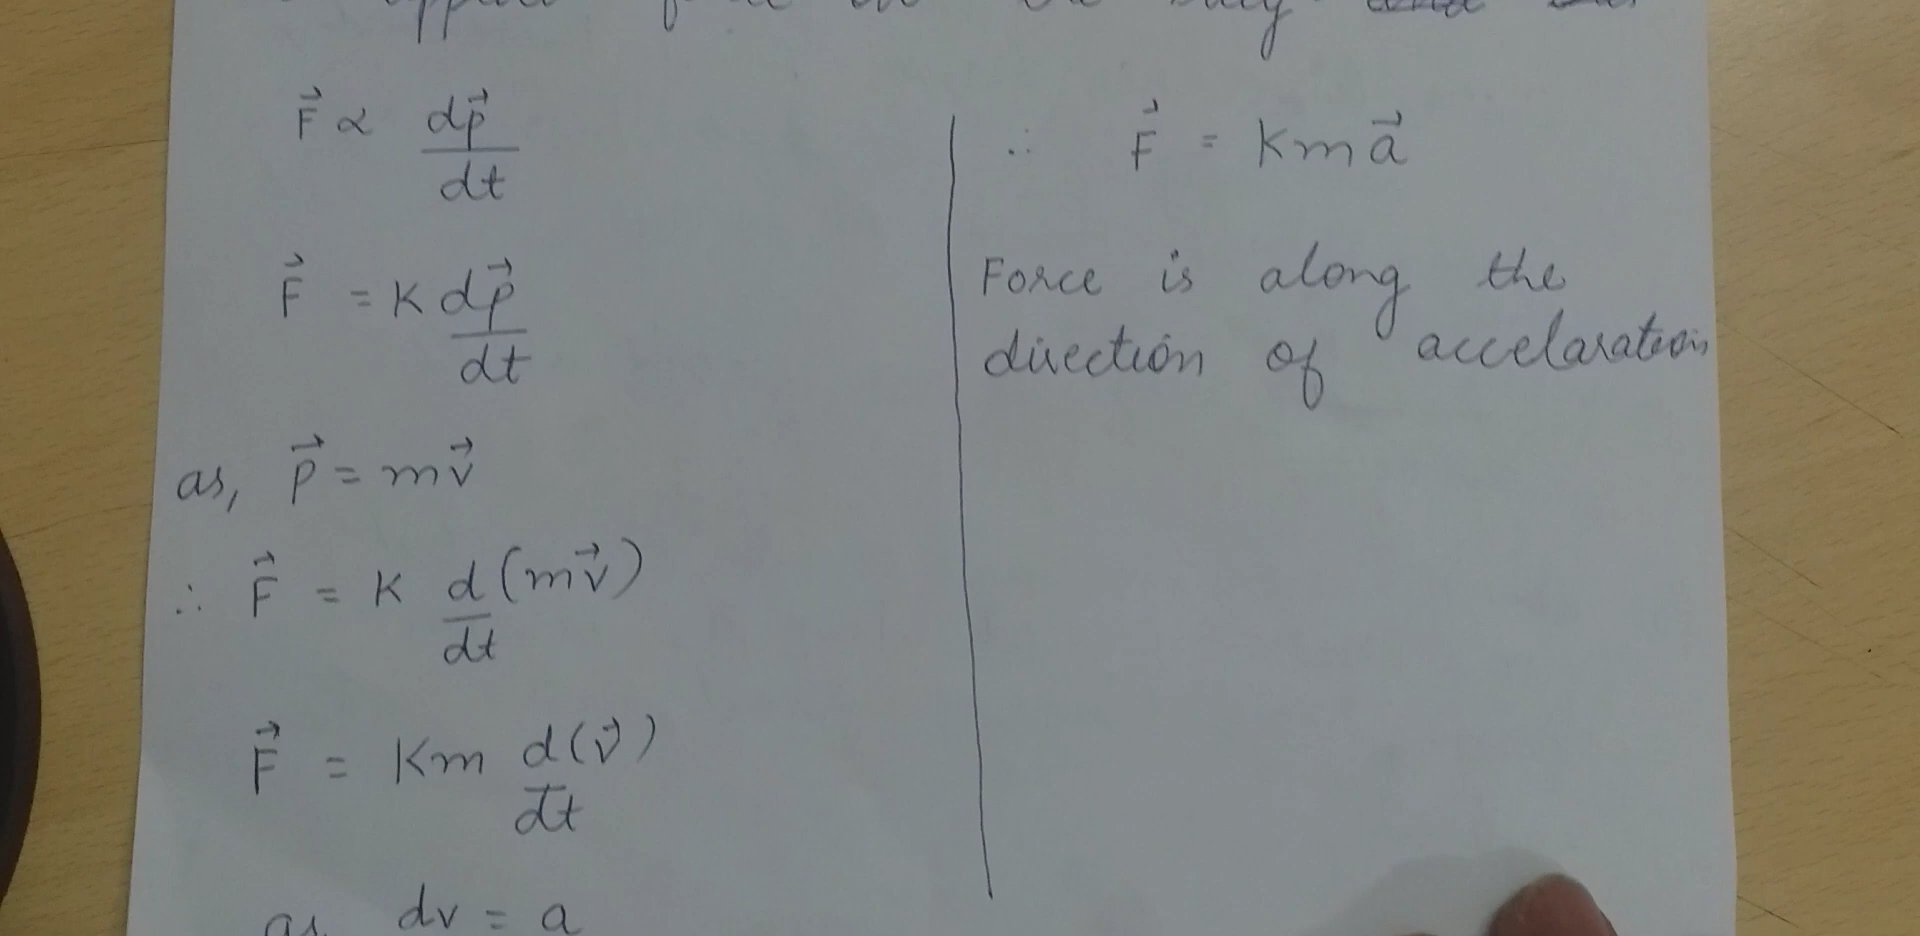 F⃗ ∝ dp⃗/dt
F⃗ = K dp⃗/dt
as, p⃗ = mv⃗
∴ F⃗ = K d/dt (mv⃗)
F⃗ = Km d(v⃗)/dt
as dv = a
∴ F⃗ = Kma⃗
Force is along the
direction of accelaration